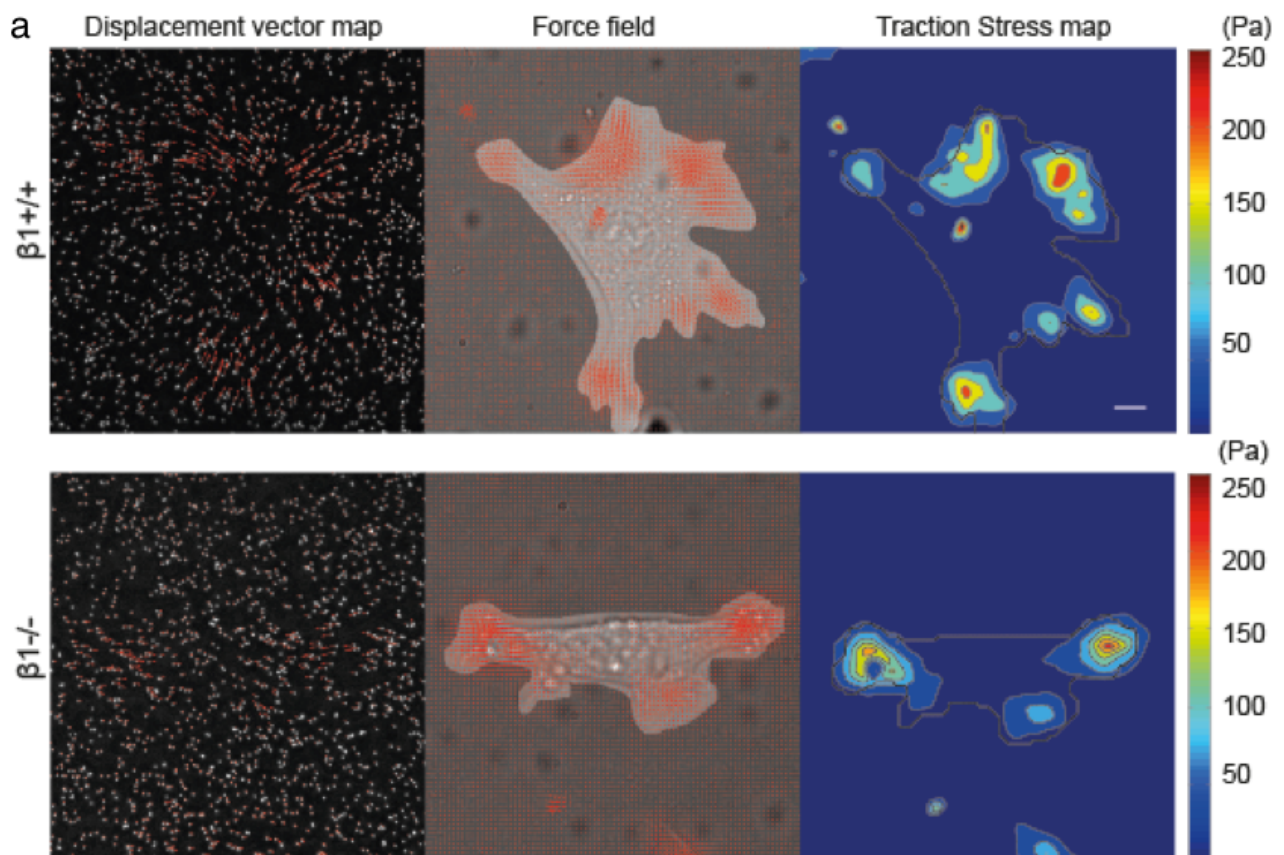 a
Displacement vector map Force field Traction Stress map (Pa)
β1+/+
250
200
150
100
50
(Pa)
β1-/-
250
200
150
100
50